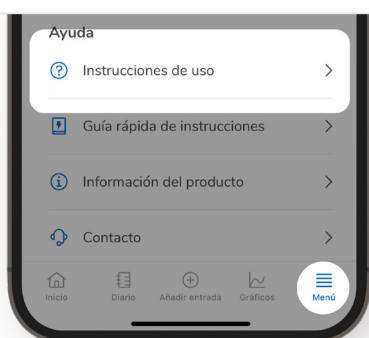 Ayuda
Instrucciones de uso
Guía rápida de instrucciones
Información del producto
Contacto
Inicio
Diario
Añadir entrada
Gráficos
Menú